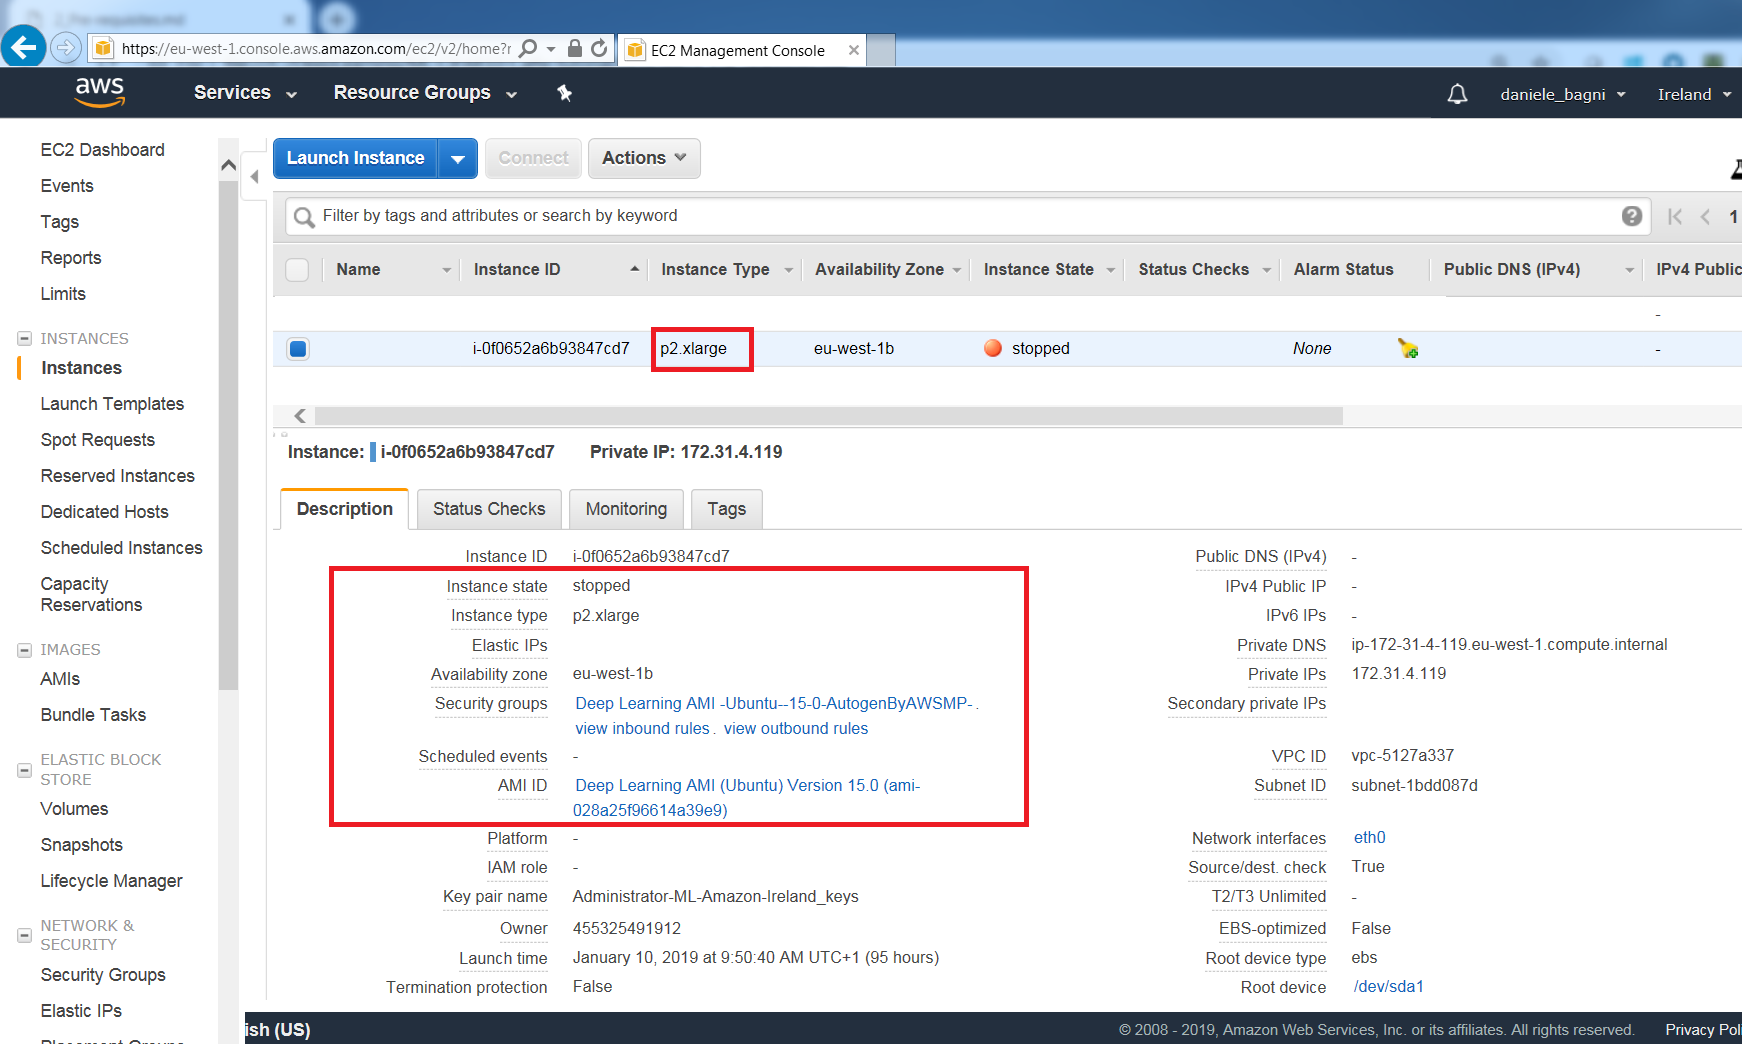 https://eu-west-1.console.aws.amazon.com/ec2/v2/home?r
EC2 Management Console
aws
Services
Resource Groups
daniele_bagni
Ireland
EC2 Dashboard
Events
Tags
Reports
Limits
INSTANCES
Instances
Launch Templates
Spot Requests
Reserved Instances
Dedicated Hosts
Scheduled Instances
Capacity
Reservations
IMAGES
AMIs
Bundle Tasks
ELASTIC BLOCK
STORE
Volumes
Snapshots
Lifecycle Manager
NETWORK &
SECURITY
Security Groups
Elastic IPs
Placement Groups
Launch Instance
Connect
Actions
Filter by tags and attributes or search by keyword
1
Name Instance ID Instance Type Availability Zone Instance State Status Checks Alarm Status Public DNS (IPv4) IPv4 Public
-
i-0f0652a6b93847cd7 p2.xlarge eu-west-1b stopped None -
Instance: i-0f0652a6b93847cd7 Private IP: 172.31.4.119
Description Status Checks Monitoring Tags
Instance ID i-0f0652a6b93847cd7
Instance state stopped
Instance type p2.xlarge
Elastic IPs
Availability zone eu-west-1b
Security groups Deep Learning AMI -Ubuntu--15-0-AutogenByAWSMP- .
view inbound rules . view outbound rules
Scheduled events -
AMI ID Deep Learning AMI (Ubuntu) Version 15.0 (ami-
028a25f96614a39e9)
Platform -
IAM role -
Key pair name Administrator-ML-Amazon-Ireland_keys
Owner 455325491912
Launch time January 10, 2019 at 9:50:40 AM UTC+1 (95 hours)
Termination protection False
Public DNS (IPv4) -
IPv4 Public IP -
IPv6 IPs -
Private DNS ip-172-31-4-119.eu-west-1.compute.internal
Private IPs 172.31.4.119
Secondary private IPs
VPC ID vpc-5127a337
Subnet ID subnet-1bdd087d
Network interfaces eth0
Source/dest. check True
T2/T3 Unlimited -
EBS-optimized False
Root device type ebs
Root device /dev/sda1
ish (US)
© 2008 - 2019, Amazon Web Services, Inc. or its affiliates. All rights reserved. Privacy Poli